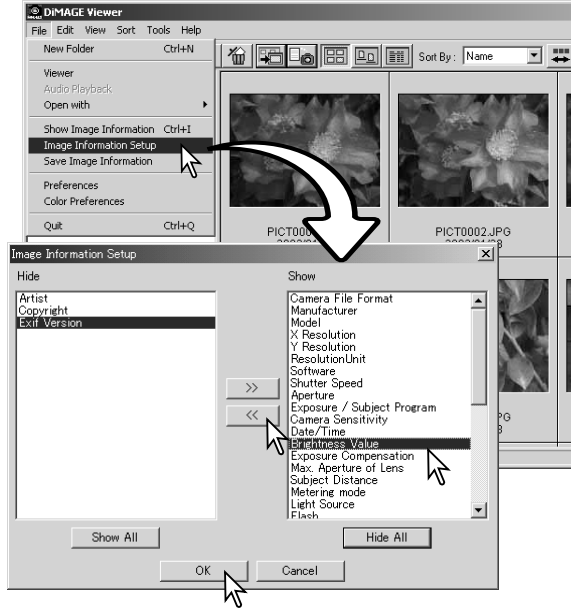 DiMAGE Viewer
File Edit View Sort Tools Help
New Folder Ctrl+N
Viewer
Audio Playback
Open with
Show Image Information Ctrl+I
Image Information Setup
Save Image Information
Preferences
Color Preferences
Quit Ctrl+Q
Sort By : Name
PICT0002.JPG
Image Information Setup
Hide
Artist
Copyright
Exif Version
>>
<<
Show
Camera File Format
Manufacturer
Model
X Resolution
Y Resolution
ResolutionUnit
Software
Shutter Speed
Aperture
Exposure / Subject Program
Camera Sensitivity
Date/Time
Brightness Value
Exposure Compensation
Max. Aperture of Lens
Subject Distance
Metering mode
Light Source
Flash
Show All
Hide All
OK
Cancel